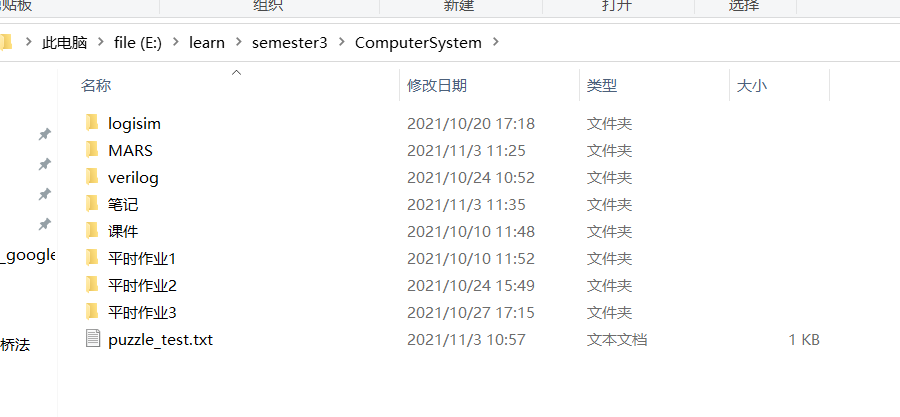 贴板 组织 新建 打开 选择
此电脑 file (E:) learn semester3 ComputerSystem
名称 修改日期 类型 大小
logisim 2021/10/20 17:18 文件夹
MARS 2021/11/3 11:25 文件夹
verilog 2021/10/24 10:52 文件夹
笔记 2021/11/3 11:35 文件夹
课件 2021/10/10 11:48 文件夹
_google 平时作业1 2021/10/10 11:52 文件夹
平时作业2 2021/10/24 15:49 文件夹
平时作业3 2021/10/27 17:15 文件夹
桥法 puzzle_test.txt 2021/11/3 10:57 文本文档 1 KB